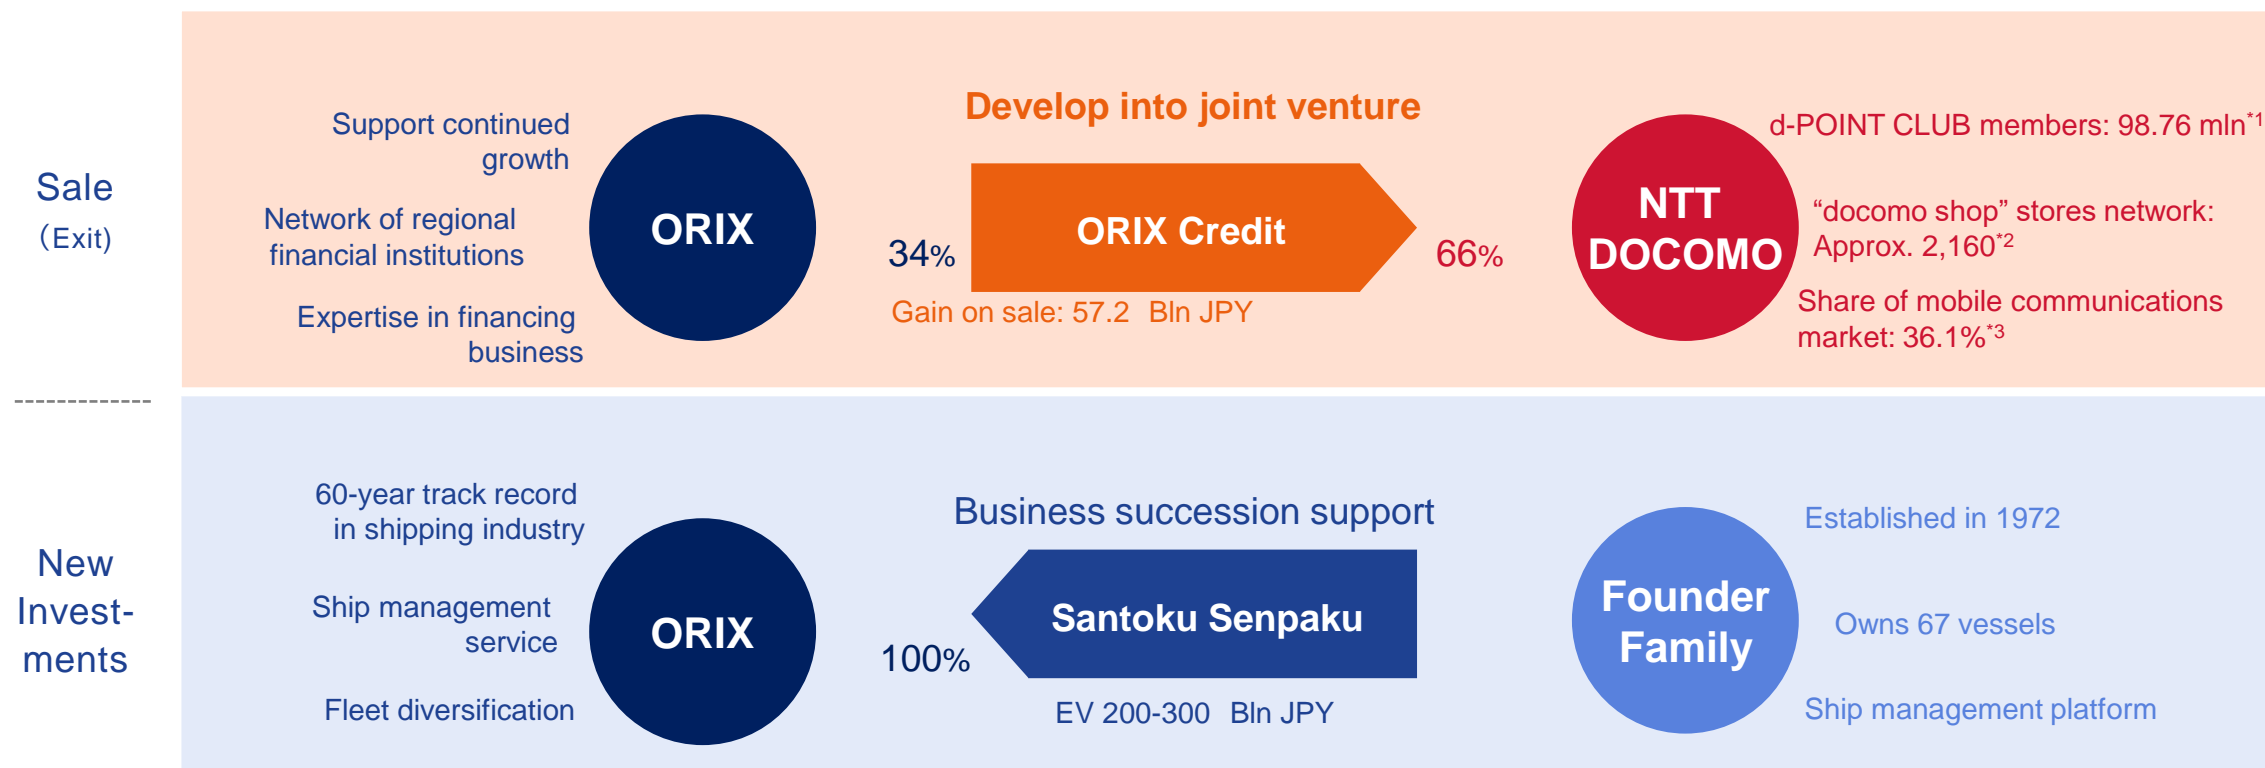 Sale
（Exit)
Support continued
growth
Network of regional
financial institutions
Expertise in financing
business
ORIX
Develop into joint venture
34%
ORIX Credit
66%
Gain on sale: 57.2 Bln JPY
NTT
DOCOMO
d-POINT CLUB members: 98.76 mln*1
“docomo shop” stores network:
Approx. 2,160*2
Share of mobile communications
market: 36.1%*3
New
Invest-
ments
60-year track record
in shipping industry
Ship management
service
Fleet diversification
ORIX
Business succession support
100%
Santoku Senpaku
EV 200-300 Bln JPY
Founder
Family
Established in 1972
Owns 67 vessels
Ship management platform